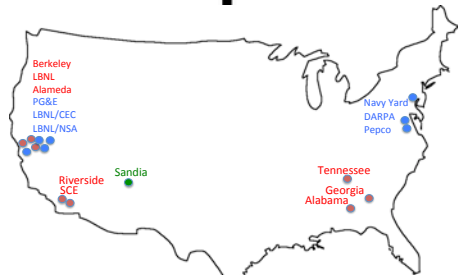 Berkeley
LBNL
Alameda
PG&E
LBNL/CEC
LBNL/NSA
Riverside
SCE
Sandia
Navy Yard
DARPA
Pepco
Tennessee
Georgia
Alabama